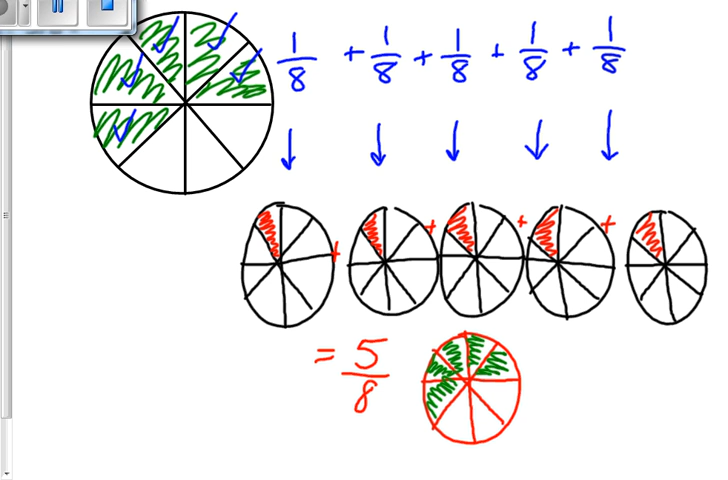 1/8 + 1/8 + 1/8 + 1/8 + 1/8
+ + + +
= 5/8